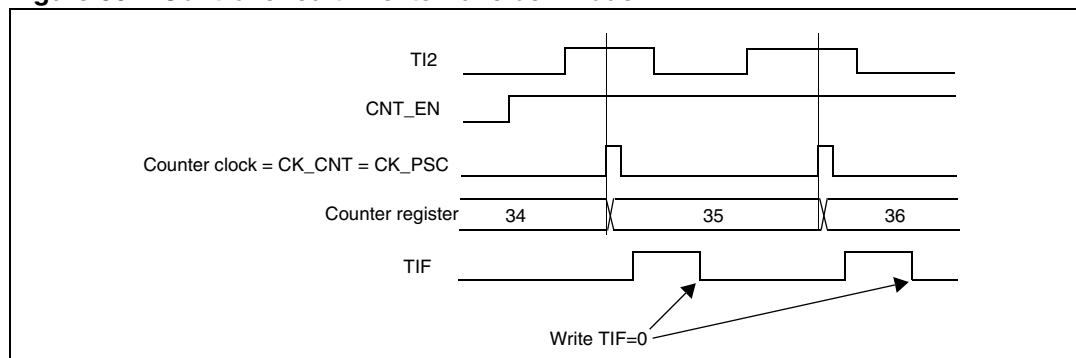 TI2
CNT_EN
Counter clock = CK_CNT = CK_PSC
Counter register 34 35 36
TIF
Write TIF=0